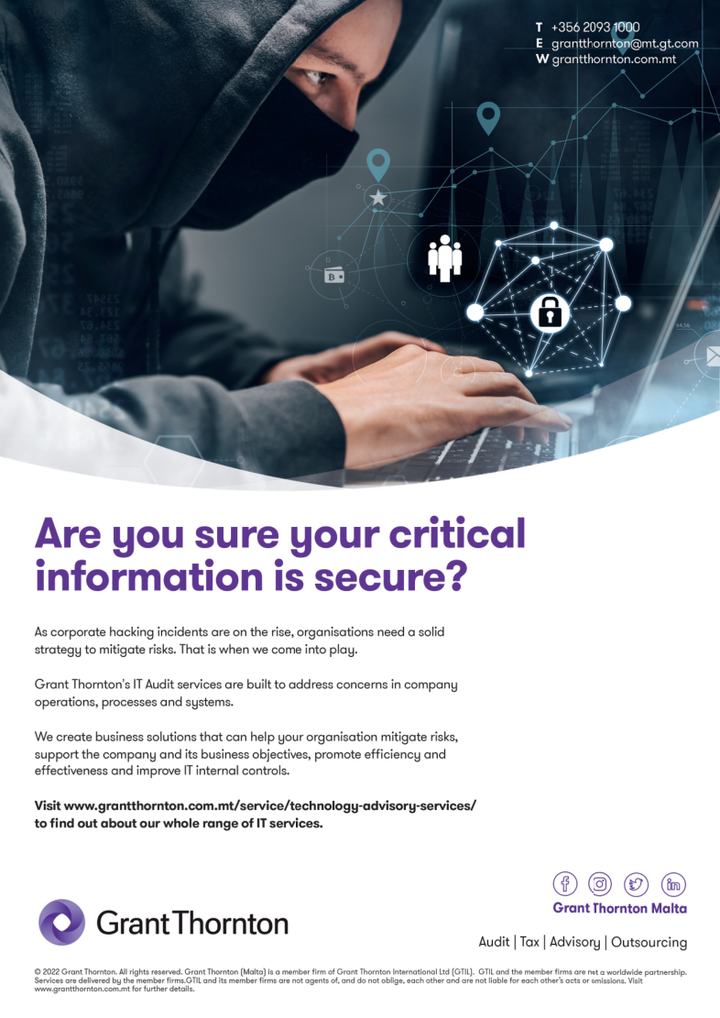 T +356 2093 1000
E grantthornton@mt.gt.com
W grantthornton.com.mt
Are you sure your critical
information is secure?
As corporate hacking incidents are on the rise, organisations need a solid
strategy to mitigate risks. That is when we come into play.
Grant Thornton's IT Audit services are built to address concerns in company
operations, processes and systems.
We create business solutions that can help your organisation mitigate risks,
support the company and its business objectives, promote efficiency and
effectiveness and improve IT internal controls.
Visit www.grantthornton.com.mt/service/technology-advisory-services/
to find out about our whole range of IT services.
Grant Thornton Malta
Grant Thornton
Audit | Tax | Advisory | Outsourcing
© 2022 Grant Thornton. All rights reserved. Grant Thornton (Malta) is a member firm of Grant Thornton International Ltd (GTIL). GTIL and the member firms are not a worldwide partnership.
Services are delivered by the member firms.GTIL and its member firms are not agents of, and do not oblige, each other and are not liable for each other's acts or omissions. Visit
www.grantthornton.com.mt for further details.